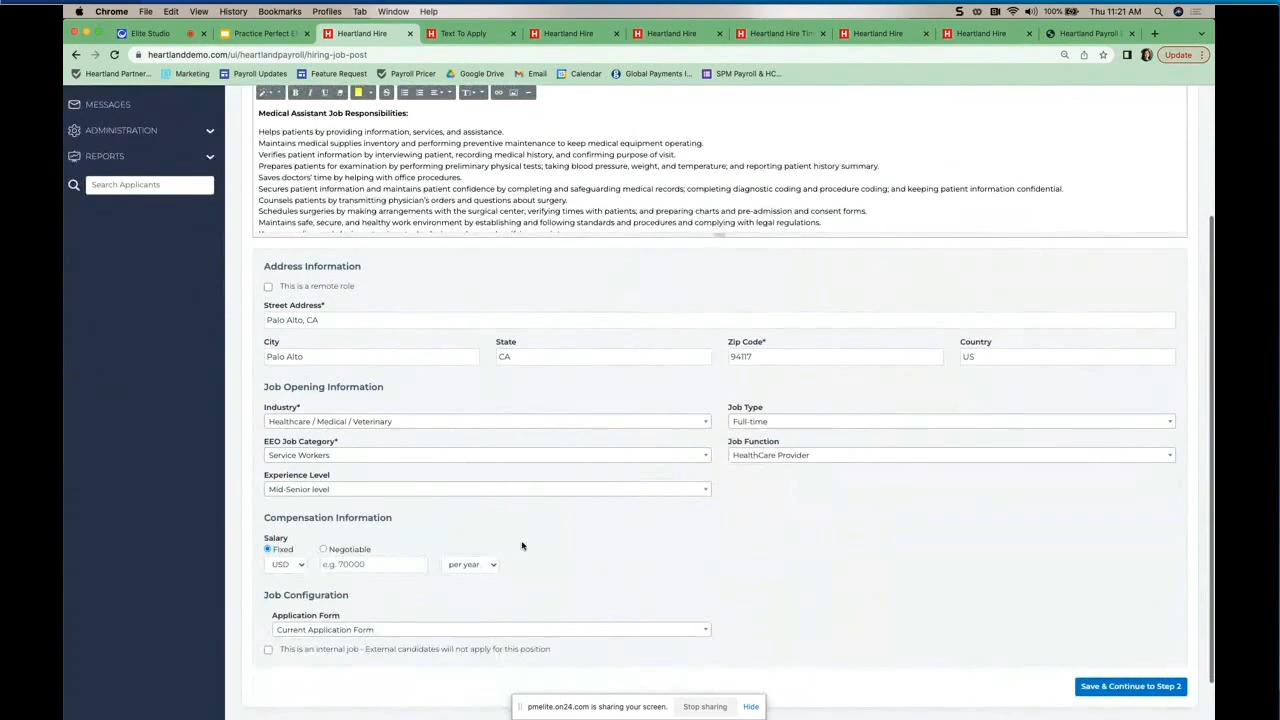 Chrome File Edit View History Bookmarks Profiles Tab Window Help S 100% Thu 11:21 AM
Elite Studio Practice Perfect E Heartland Hire Text To Apply Heartland Hire Heartland Hire Heartland Hire Tim Heartland Hire Heartland Hire Heartland Payroll
heartlanddemo.com/ui/heartlandpayroll/hiring-job-post Update
Heartland Partner... Marketing Payroll Updates Feature Request Payroll Pricer Google Drive Email Calendar Global Payments I... SPM Payroll & HC...
MESSAGES
ADMINISTRATION
REPORTS
Search Applicants
B I U S
Medical Assistant Job Responsibilities:
Helps patients by providing information, services, and assistance.
Maintains medical supplies inventory and performing preventive maintenance to keep medical equipment operating.
Verifies patient information by interviewing patient, recording medical history, and confirming purpose of visit.
Prepares patients for examination by performing preliminary physical tests; taking blood pressure, weight, and temperature; and reporting patient history summary.
Saves doctors' time by helping with office procedures.
Secures patient information and maintains patient confidence by completing and safeguarding medical records; completing diagnostic coding and procedure coding; and keeping patient information confidential.
Counsels patients by transmitting physician's orders and questions about surgery.
Schedules surgeries by making arrangements with the surgical center; verifying times with patients; and preparing charts and pre-admission and consent forms.
Maintains safe, secure, and healthy work environment by establishing and following standards and procedures and complying with legal regulations.
Address Information
This is a remote role
Street Address*
Palo Alto, CA
City State Zip Code* Country
Palo Alto CA 94117 US
Job Opening Information
Industry* Job Type
Healthcare / Medical / Veterinary Full-time
EEO Job Category* Job Function
Service Workers HealthCare Provider
Experience Level
Mid-Senior level
Compensation Information
Salary
Fixed Negotiable
USD e.g. 70000 per year
Job Configuration
Application Form
Current Application Form
This is an internal job - External candidates will not apply for this position
Save & Continue to Step 2
pmelite.on24.com is sharing your screen. Stop sharing Hide